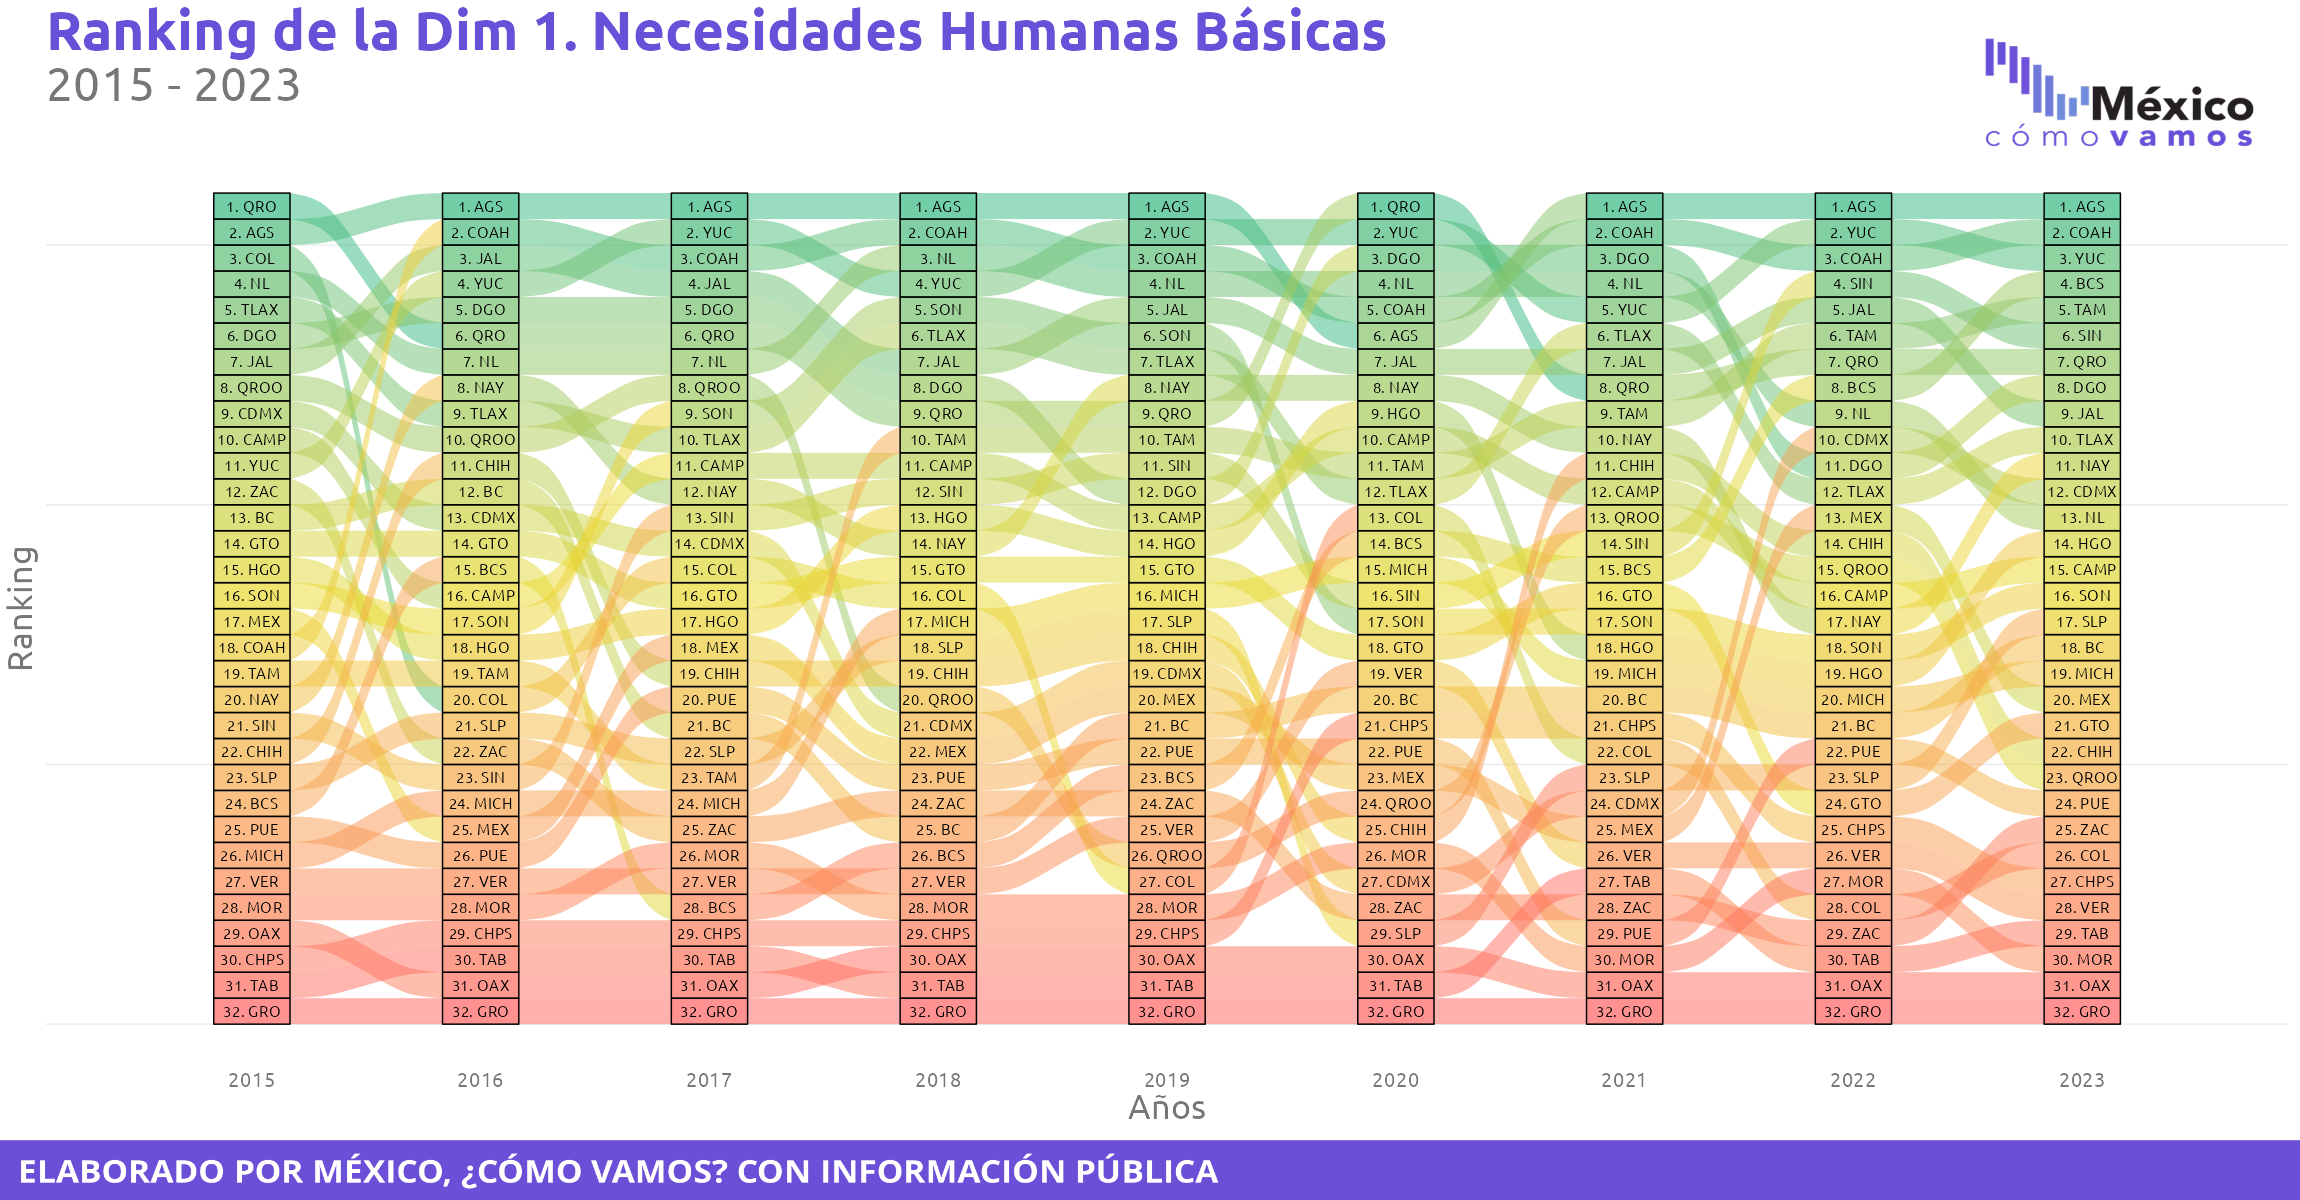 Ranking de la Dim 1. Necesidades Humanas Básicas
2015 - 2023
México
cómovamos
Ranking
1. QRO 1. AGS 1. AGS 1. AGS 1. AGS 1. QRO 1. AGS 1. AGS 1. AGS
2. AGS 2. COAH 2. YUC 2. COAH 2. YUC 2. YUC 2. COAH 2. YUC 2. COAH
3. COL 3. JAL 3. COAH 3. NL 3. COAH 3. DGO 3. DGO 3. COAH 3. YUC
4. NL 4. YUC 4. JAL 4. YUC 4. NL 4. NL 4. NL 4. SIN 4. BCS
5. TLAX 5. DGO 5. DGO 5. SON 5. JAL 5. COAH 5. YUC 5. JAL 5. TAM
6. DGO 6. QRO 6. QRO 6. TLAX 6. SON 6. AGS 6. TLAX 6. TAM 6. SIN
7. JAL 7. NL 7. NL 7. JAL 7. TLAX 7. JAL 7. JAL 7. QRO 7. QRO
8. QROO 8. NAY 8. QROO 8. DGO 8. NAY 8. NAY 8. QRO 8. BCS 8. DGO
9. CDMX 9. TLAX 9. SON 9. QRO 9. QRO 9. HGO 9. TAM 9. NL 9. JAL
10. CAMP 10. QROO 10. TLAX 10. TAM 10. TAM 10. CAMP 10. NAY 10. CDMX 10. TLAX
11. YUC 11. CHIH 11. CAMP 11. CAMP 11. SIN 11. TAM 11. CHIH 11. DGO 11. NAY
12. ZAC 12. BC 12. NAY 12. SIN 12. DGO 12. TLAX 12. CAMP 12. TLAX 12. CDMX
13. BC 13. CDMX 13. SIN 13. HGO 13. CAMP 13. COL 13. QROO 13. MEX 13. NL
14. GTO 14. GTO 14. CDMX 14. NAY 14. HGO 14. BCS 14. SIN 14. CHIH 14. HGO
15. HGO 15. BCS 15. COL 15. GTO 15. GTO 15. MICH 15. BCS 15. QROO 15. CAMP
16. SON 16. CAMP 16. GTO 16. COL 16. MICH 16. SIN 16. GTO 16. CAMP 16. SON
17. MEX 17. SON 17. HGO 17. MICH 17. SLP 17. SON 17. SON 17. NAY 17. SLP
18. COAH 18. HGO 18. MEX 18. SLP 18. CHIH 18. GTO 18. HGO 18. SON 18. BC
19. TAM 19. TAM 19. CHIH 19. CHIH 19. CDMX 19. VER 19. MICH 19. HGO 19. MICH
20. NAY 20. COL 20. PUE 20. QROO 20. MEX 20. BC 20. BC 20. MICH 20. MEX
21. SIN 21. SLP 21. BC 21. CDMX 21. BC 21. CHPS 21. CHPS 21. BC 21. GTO
22. CHIH 22. ZAC 22. SLP 22. MEX 22. PUE 22. PUE 22. COL 22. PUE 22. CHIH
23. SLP 23. SIN 23. TAM 23. PUE 23. BCS 23. MEX 23. SLP 23. SLP 23. QROO
24. BCS 24. MICH 24. MICH 24. ZAC 24. ZAC 24. QROO 24. CDMX 24. GTO 24. PUE
25. PUE 25. MEX 25. ZAC 25. BC 25. VER 25. CHIH 25. MEX 25. CHPS 25. ZAC
26. MICH 26. PUE 26. MOR 26. BCS 26. QROO 26. MOR 26. VER 26. VER 26. COL
27. VER 27. VER 27. VER 27. VER 27. COL 27. CDMX 27. TAB 27. MOR 27. CHPS
28. MOR 28. MOR 28. BCS 28. MOR 28. MOR 28. ZAC 28. ZAC 28. COL 28. VER
29. OAX 29. CHPS 29. CHPS 29. CHPS 29. CHPS 29. SLP 29. PUE 29. ZAC 29. TAB
30. CHPS 30. TAB 30. TAB 30. OAX 30. OAX 30. OAX 30. MOR 30. TAB 30. MOR
31. TAB 31. OAX 31. OAX 31. TAB 31. TAB 31. TAB 31. OAX 31. OAX 31. OAX
32. GRO 32. GRO 32. GRO 32. GRO 32. GRO 32. GRO 32. GRO 32. GRO 32. GRO
2015 2016 2017 2018 2019 2020 2021 2022 2023
Años
ELABORADO POR MÉXICO, ¿CÓMO VAMOS? CON INFORMACIÓN PÚBLICA